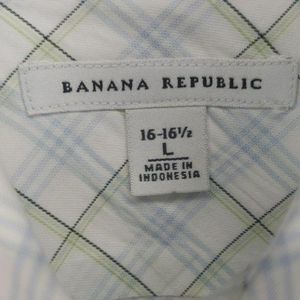 BANANA REPUBLIC
16-16½
L
MADE IN
INDONESIA